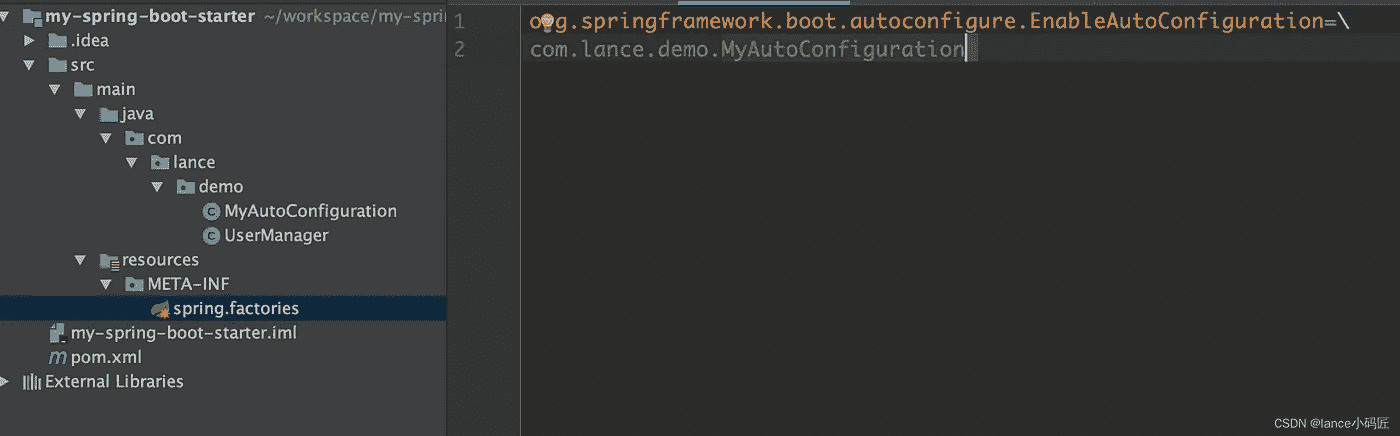 my-spring-boot-starter ~/workspace/my-spri
.idea
src
main
java
com
lance
demo
MyAutoConfiguration
UserManager
resources
META-INF
spring.factories
my-spring-boot-starter.iml
pom.xml
External Libraries
1 org.springframework.boot.autoconfigure.EnableAutoConfiguration=\
2 com.lance.demo.MyAutoConfiguration
CSDN @lance小码匠